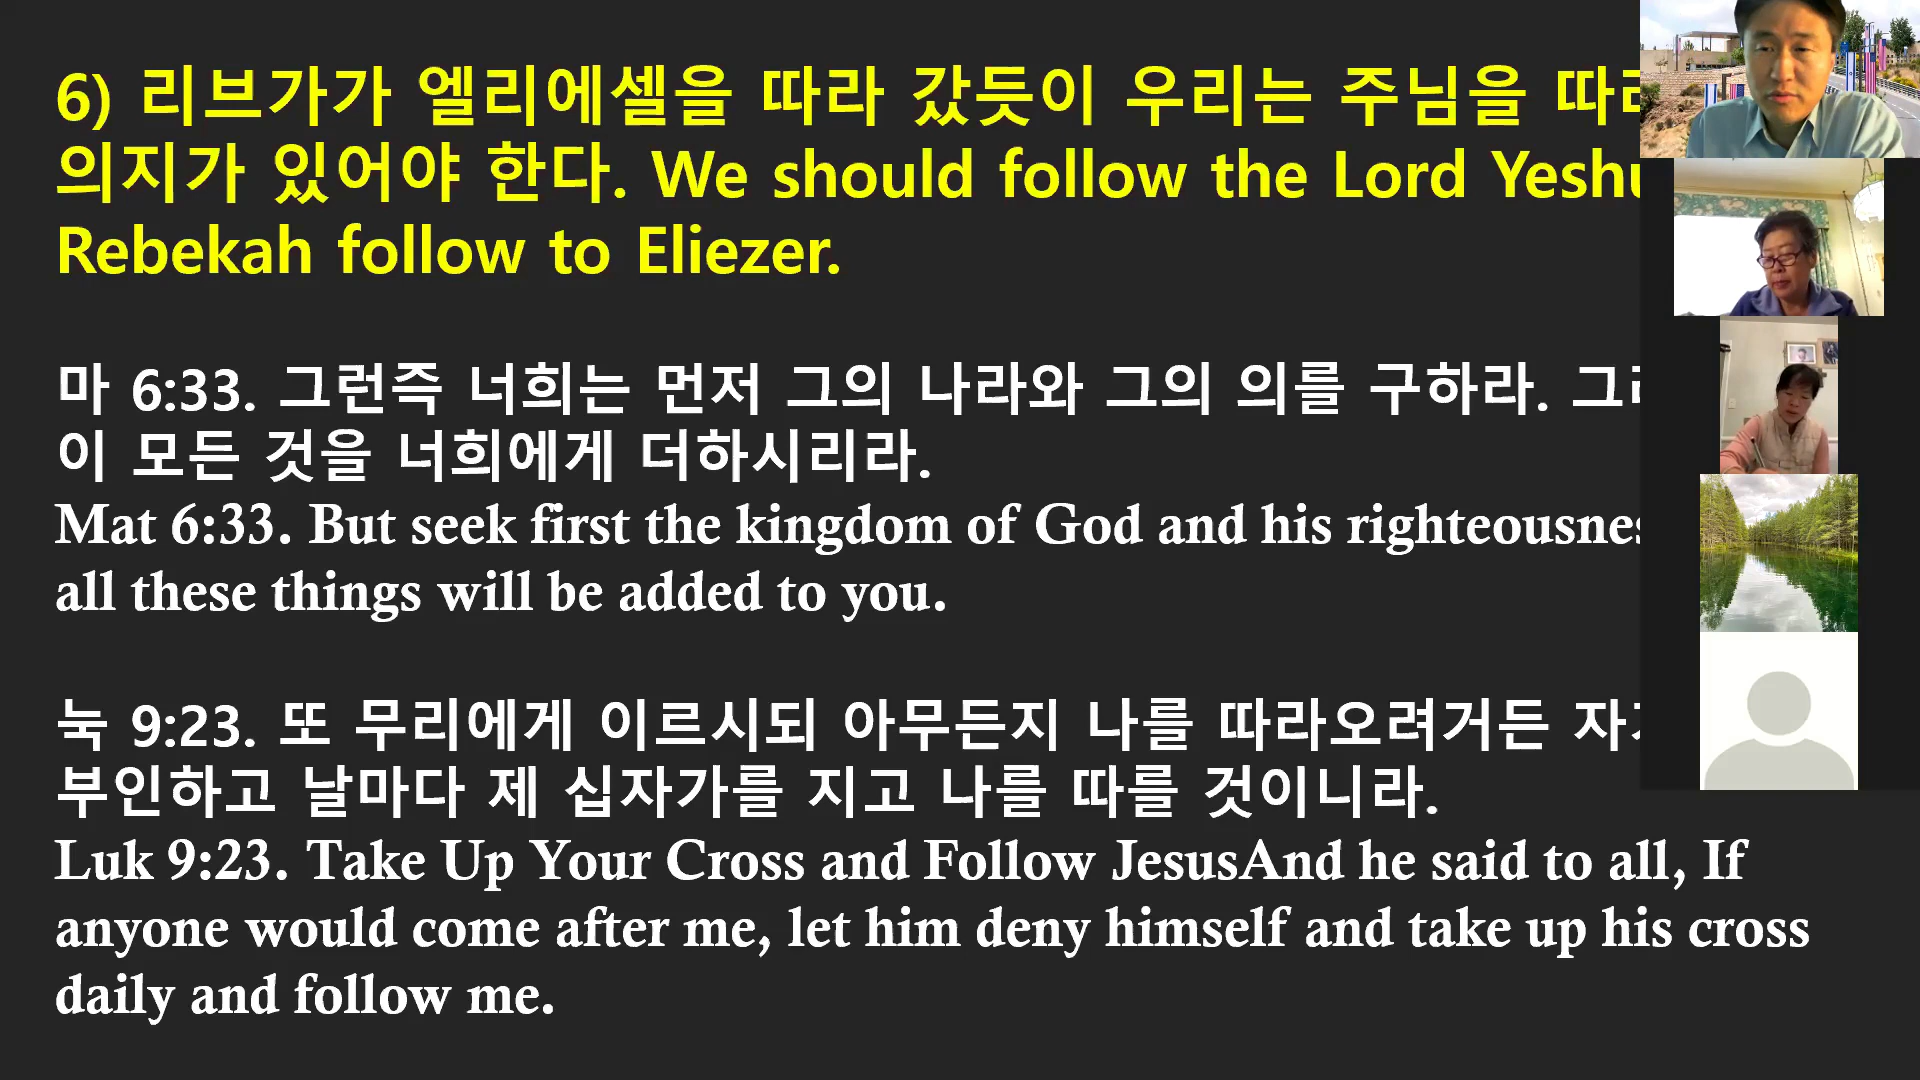 6) 리브가가 엘리에셀을 따라 갔듯이 우리는 주님을
의지가 있어야 한다. We should follow the Lord
Rebekah follow to Eliezer.
마 6:33. 그런즉 너희는 먼저 그의 나라와 그의 의를 구하라.
이 모든 것을 너희에게 더하시리라.
Mat 6:33. But seek first the kingdom of God and his
all these things will be added to you.
눅 9:23. 또 무리에게 이르시되 아무든지 나를 따라오려거든
부인하고 날마다 제 십자가를 지고 나를 따를 것이니라.
Luk 9:23. Take Up Your Cross and Follow JesusAnd he said to all, If
anyone would come after me, let him deny himself and take up his cross
daily and follow me.